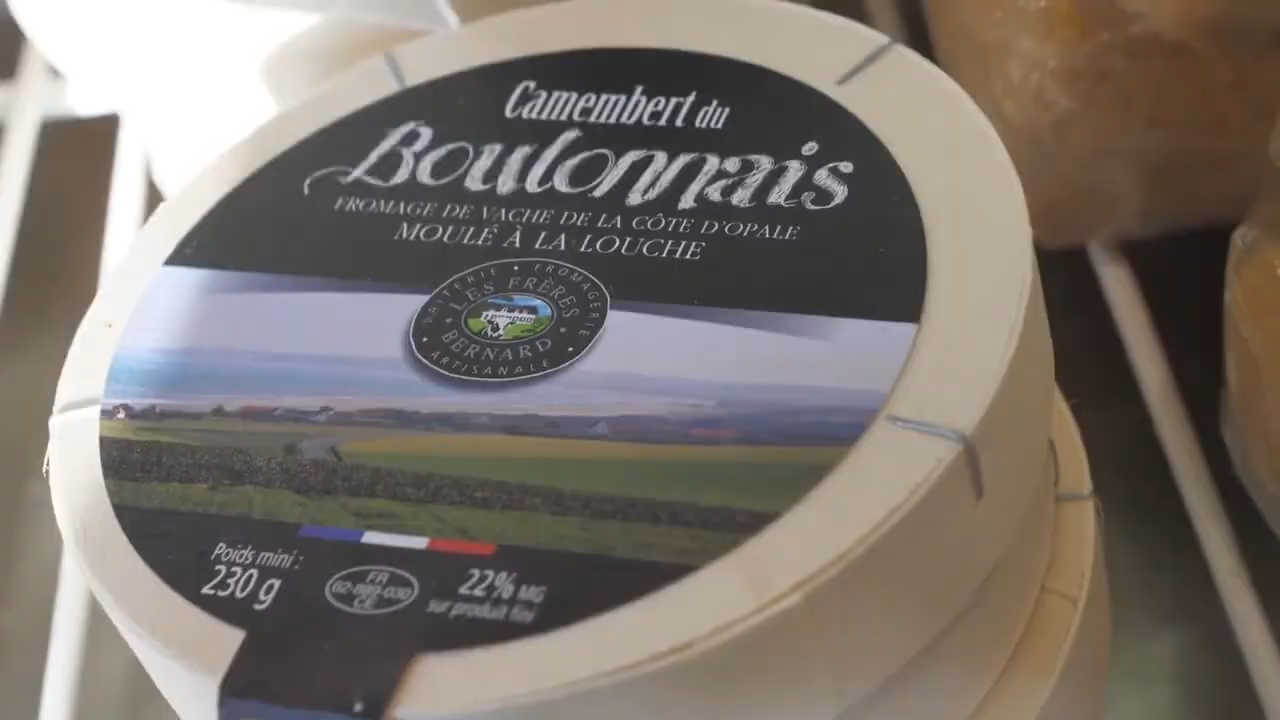 Camembert du
Boulonnais
FROMAGE DE VACHE DE LA CÔTE D'OPALE
MOULÉ À LA LOUCHE
LAITERIE • FROMAGERIE
LES FRÈRES
BERNARD
ARTISANALE
Poids mini :
230 g
FR
CE
22% MG
sur produit fini